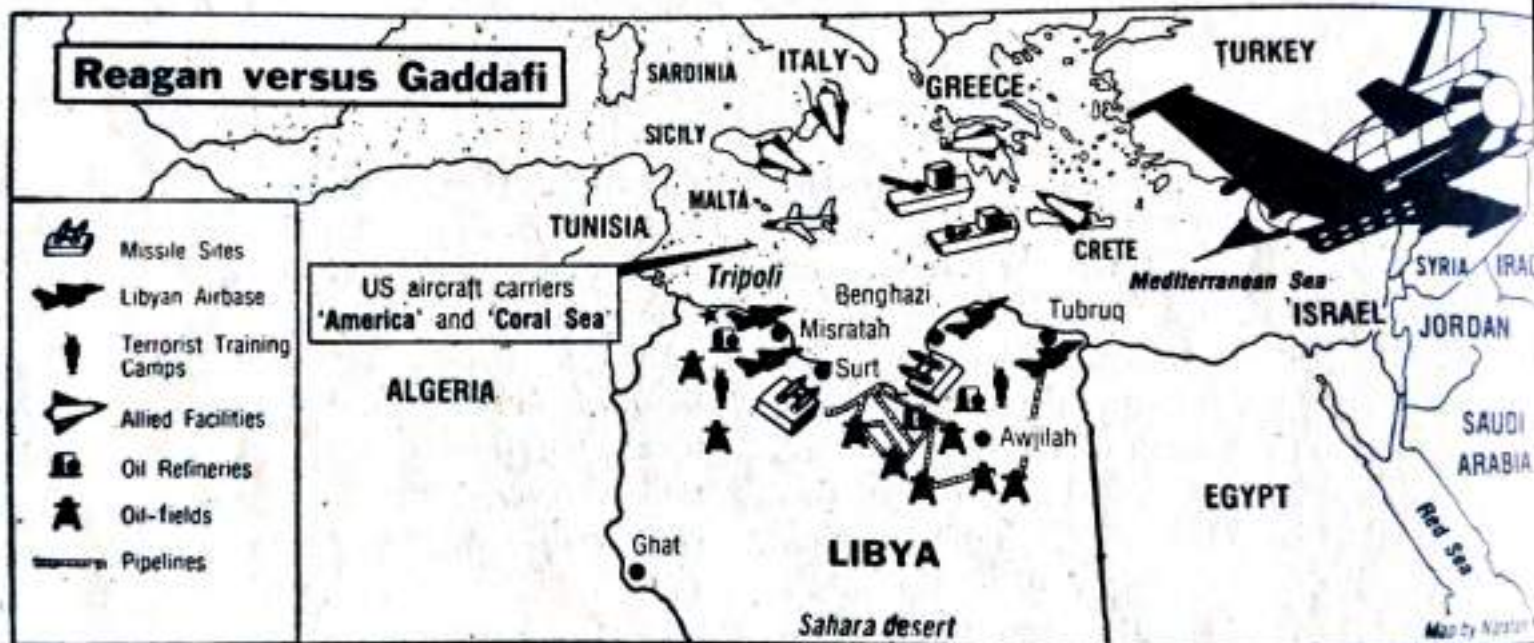 Reagan versus Gaddafi
SARDINIA
ITALY
GREECE
TURKEY
SICILY
MALTA
TUNISIA
CRETE
Mediterranean Sea
SYRIA
ISRAEL
JORDAN
SAUDI
ARABIA
US aircraft carriers
'America' and 'Coral Sea'
Tripoli
Benghazi
Misratah
Tubruq
Surt
Awjilah
ALGERIA
Ghat
LIBYA
EGYPT
Sahara desert
Red Sea
Missile Sites
Libyan Airbase
Terrorist Training
Camps
Allied Facilities
Oil Refineries
Oil-fields
Pipelines
Map by